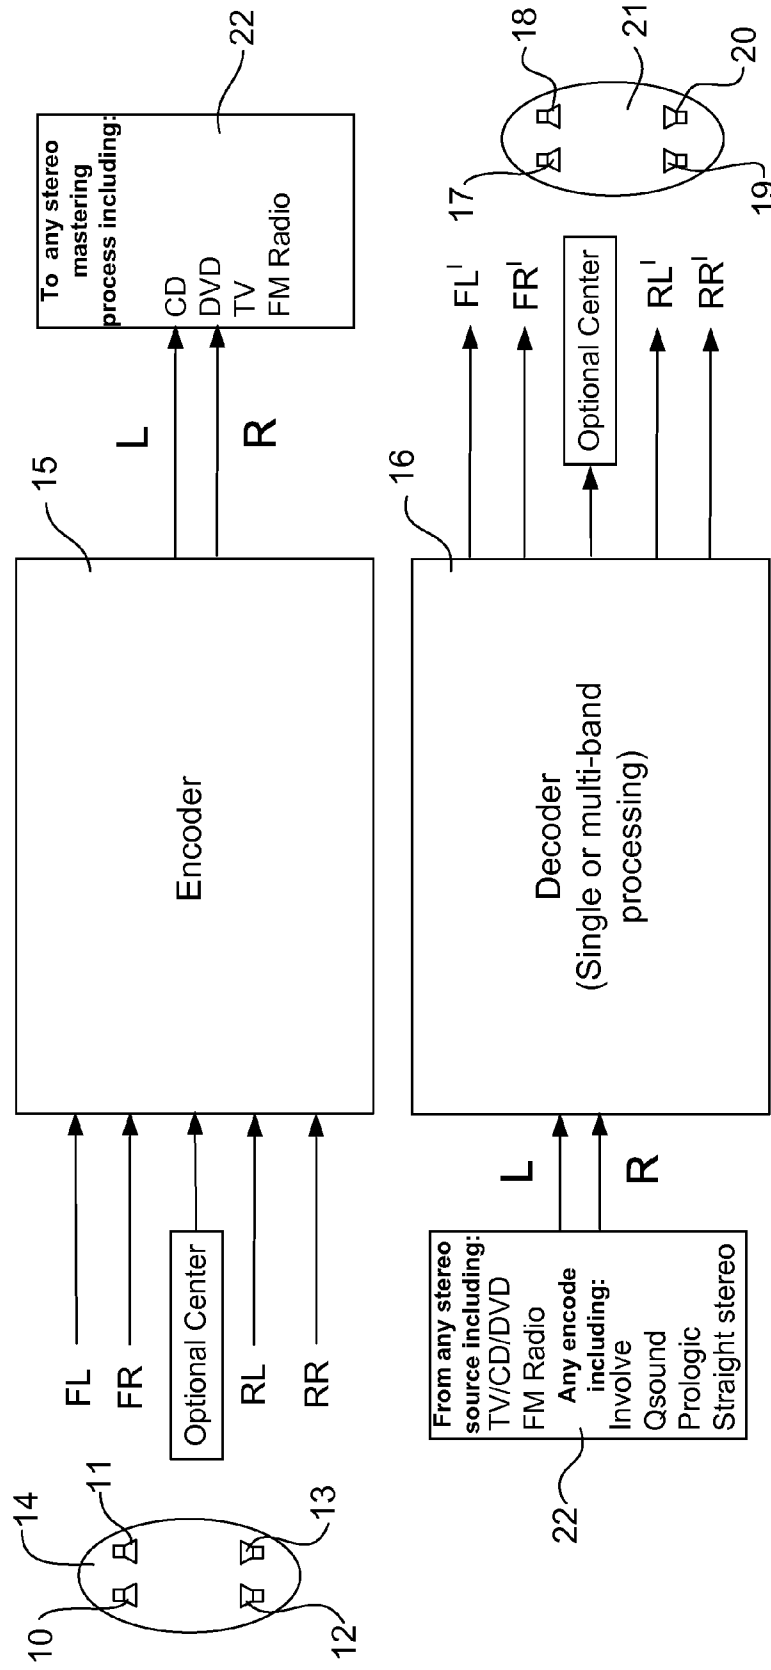 10
11
12
13
14
FL
FR
Optional Center
RL
RR
15
Encoder
L
R
To any stereo
mastering
process including:
CD
DVD
TV
FM Radio
22
From any stereo
source including:
TV/CD/DVD
FM Radio
Any encode
including:
Involve
Qsound
Prologic
Straight stereo
22
L
R
Decoder
(Single or multi-band
processing)
16
FL'
FR'
Optional Center
RL'
RR'
17
18
19
20
21